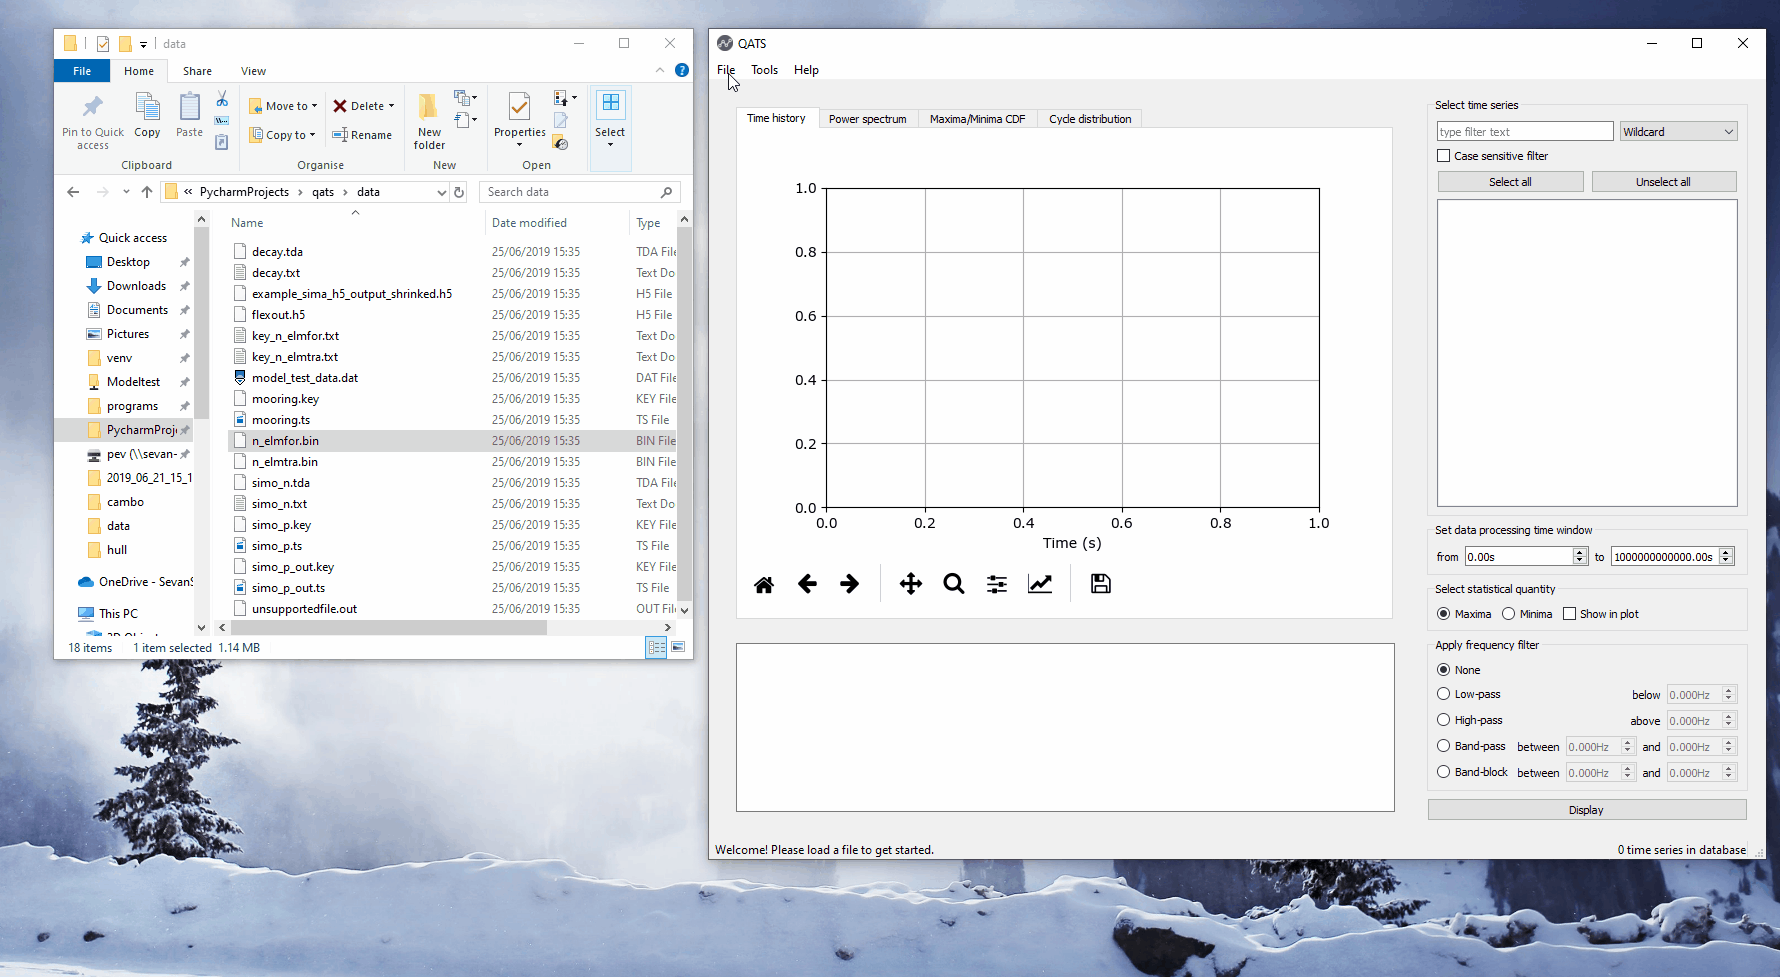 data
File
Home
Share
View
Pin to Quick access
Copy
Paste
Clipboard
Move to
Copy to
Delete
Rename
Organise
New folder
New
Properties
Open
Select
« PycharmProjects > qats > data
Search data
Quick access
Desktop
Downloads
Documents
Pictures
venv
Modeltest
programs
PycharmProj
pev (\\sevan-
2019_06_21_15_1
cambo
data
hull
OneDrive - SevanS
This PC
Name Date modified Type
decay.tda 25/06/2019 15:35 TDA File
decay.txt 25/06/2019 15:35 Text Do
example_sima_h5_output_shrinked.h5 25/06/2019 15:35 H5 File
flexout.h5 25/06/2019 15:35 H5 File
key_n_elmfor.txt 25/06/2019 15:35 Text Do
key_n_elmtra.txt 25/06/2019 15:35 Text Do
model_test_data.dat 25/06/2019 15:35 DAT File
mooring.key 25/06/2019 15:35 KEY File
mooring.ts 25/06/2019 15:35 TS File
n_elmfor.bin 25/06/2019 15:35 BIN File
n_elmtra.bin 25/06/2019 15:35 BIN File
simo_n.tda 25/06/2019 15:35 TDA File
simo_n.txt 25/06/2019 15:35 Text Do
simo_p.key 25/06/2019 15:35 KEY File
simo_p.ts 25/06/2019 15:35 TS File
simo_p_out.key 25/06/2019 15:35 KEY File
simo_p_out.ts 25/06/2019 15:35 TS File
unsupportedfile.out 25/06/2019 15:35 OUT File
18 items 1 item selected 1.14 MB
QATS
File Tools Help
Time history
Power spectrum
Maxima/Minima CDF
Cycle distribution
1.0
0.8
0.6
0.4
0.2
0.0
0.0 0.2 0.4 0.6 0.8 1.0
Time (s)
Select time series
type filter text
Wildcard
Case sensitive filter
Select all
Unselect all
Set data processing time window
from 0.00s to 1000000000000.00s
Select statistical quantity
Maxima Minima Show in plot
Apply frequency filter
None
Low-pass below 0.000Hz
High-pass above 0.000Hz
Band-pass between 0.000Hz and 0.000Hz
Band-block between 0.000Hz and 0.000Hz
Display
Welcome! Please load a file to get started.
0 time series in database